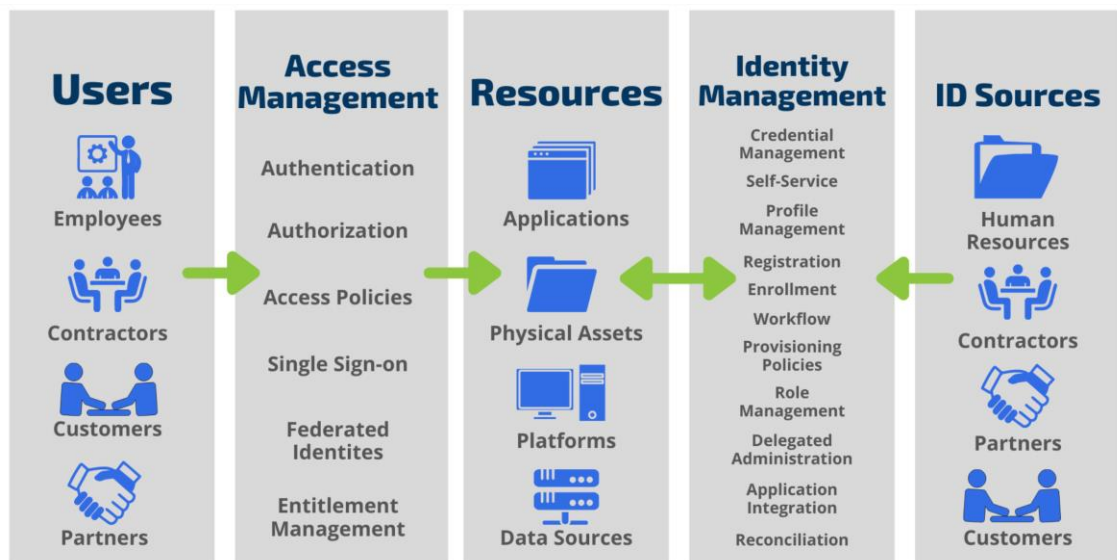 Users
Employees
Contractors
Customers
Partners
Access
Management
Authentication
Authorization
Access Policies
Single Sign-on
Federated
Identites
Entitlement
Management
Resources
Applications
Physical Assets
Platforms
Data Sources
Identity
Management
Credential
Management
Self-Service
Profile
Management
Registration
Enrollment
Workflow
Provisioning
Policies
Role
Management
Delegated
Administration
Application
Integration
Reconciliation
ID Sources
Human
Resources
Contractors
Partners
Customers